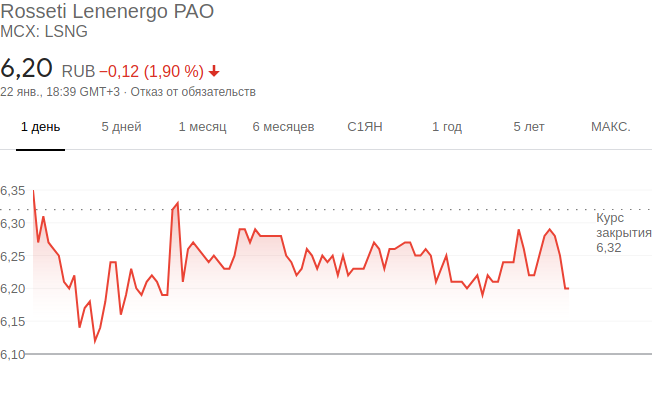 Rosseti Lenenergo PAO
MCX: LSNG
6,20 RUB −0,12 (1,90 %)
22 янв., 18:39 GMT+3 · Отказ от обязательств
1 день 5 дней 1 месяц 6 месяцев С1ЯН 1 год 5 лет МАКС.
6,35
6,30
6,25
6,20
6,15
6,10
Курс
закрытия
6,32